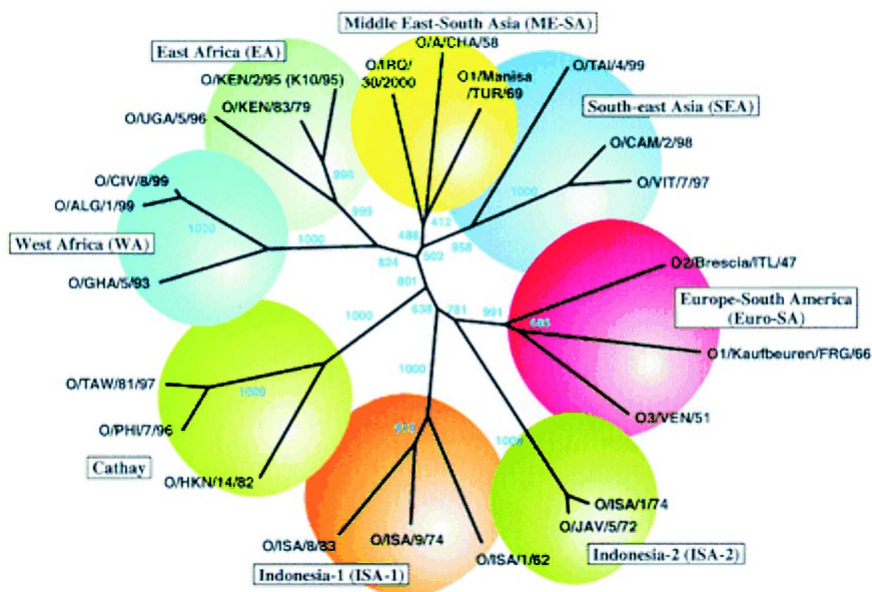 Middle East-South Asia (ME-SA)
East Africa (EA)
O/A/CHA/58
O/IRQ/
30/2000
O1/Manisa
/TUR/69
O/TAI/4/99
O/KEN/2/95 (K10/95)
O/KEN/83/79
O/UGA/5/96
South-east Asia (SEA)
O/CAM/2/98
O/VIT/7/97
O/CIV/8/99
O/ALG/1/99
1000
998
999
1000
412
488
502
958
1000
824
West Africa (WA)
O/GHA/5/93
O2/Brescia/ITL/47
Europe-South America
(Euro-SA)
801
638
781
991
685
1000
O1/Kaufbeuren/FRG/66
O/TAW/81/97
1000
1000
O3/VEN/51
O/PHI/7/96
Cathay
O/HKN/14/82
O/ISA/1/74
O/JAV/5/72
O/ISA/8/83
O/ISA/9/74
O/ISA/1/62
Indonesia-1 (ISA-1)
Indonesia-2 (ISA-2)